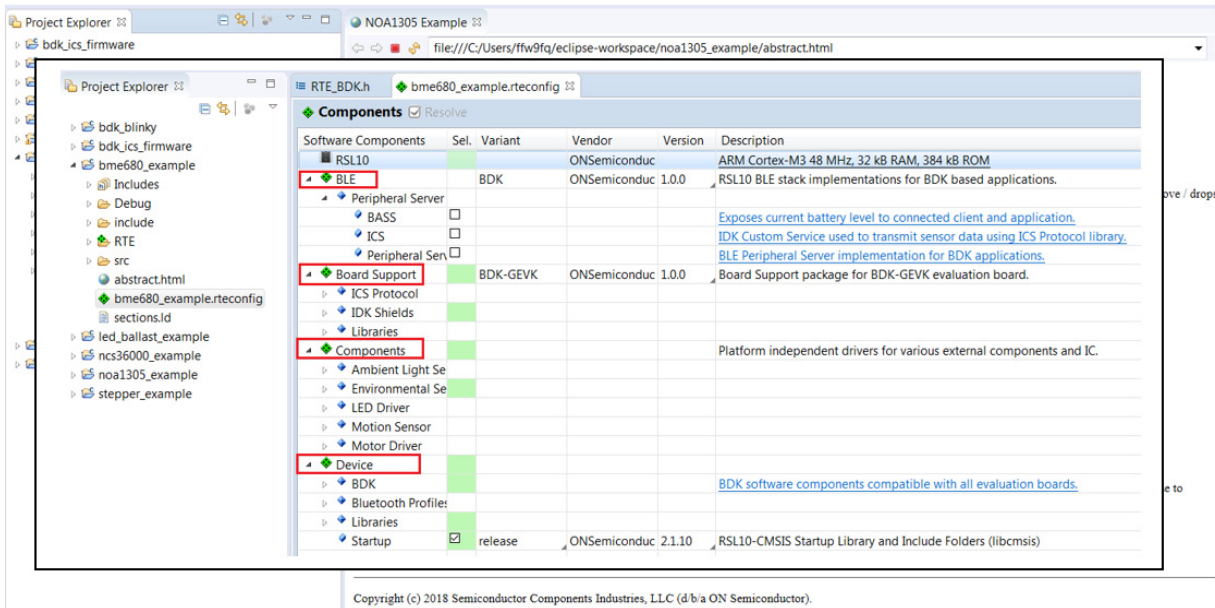 Project Explorer
NOA1305 Example
bdk_ics_firmware
file:///C:/Users/ffw9fq/eclipse-workspace/noa1305_example/abstract.html
Project Explorer
RTE_BDK.h
bme680_example.rteconfig
Components Resolve
bdk_blinky
bdk_ics_firmware
bme680_example
Includes
Debug
include
RTE
src
abstract.html
bme680_example.rteconfig
sections.ld
led_ballast_example
ncs36000_example
noa1305_example
stepper_example
Software Components Sel. Variant Vendor Version Description
RSL10 ONSemiconduc ARM Cortex-M3 48 MHz, 32 kB RAM, 384 kB ROM
BLE BDK ONSemiconduc 1.0.0 RSL10 BLE stack implementations for BDK based applications.
Peripheral Server
BASS Exposes current battery level to connected client and application.
ICS IDK Custom Service used to transmit sensor data using ICS Protocol library.
Peripheral Serv BLE Peripheral Server implementation for BDK applications.
Board Support BDK-GEVK ONSemiconduc 1.0.0 Board Support package for BDK-GEVK evaluation board.
ICS Protocol
IDK Shields
Libraries
Components Platform independent drivers for various external components and IC.
Ambient Light Se
Environmental Se
LED Driver
Motion Sensor
Motor Driver
Device
BDK BDK software components compatible with all evaluation boards.
Bluetooth Profiles
Libraries
Startup release ONSemiconduc 2.1.10 RSL10-CMSIS Startup Library and Include Folders (libcmsis)
ove / drops
e to
Copyright (c) 2018 Semiconductor Components Industries, LLC (d/b/a ON Semiconductor).